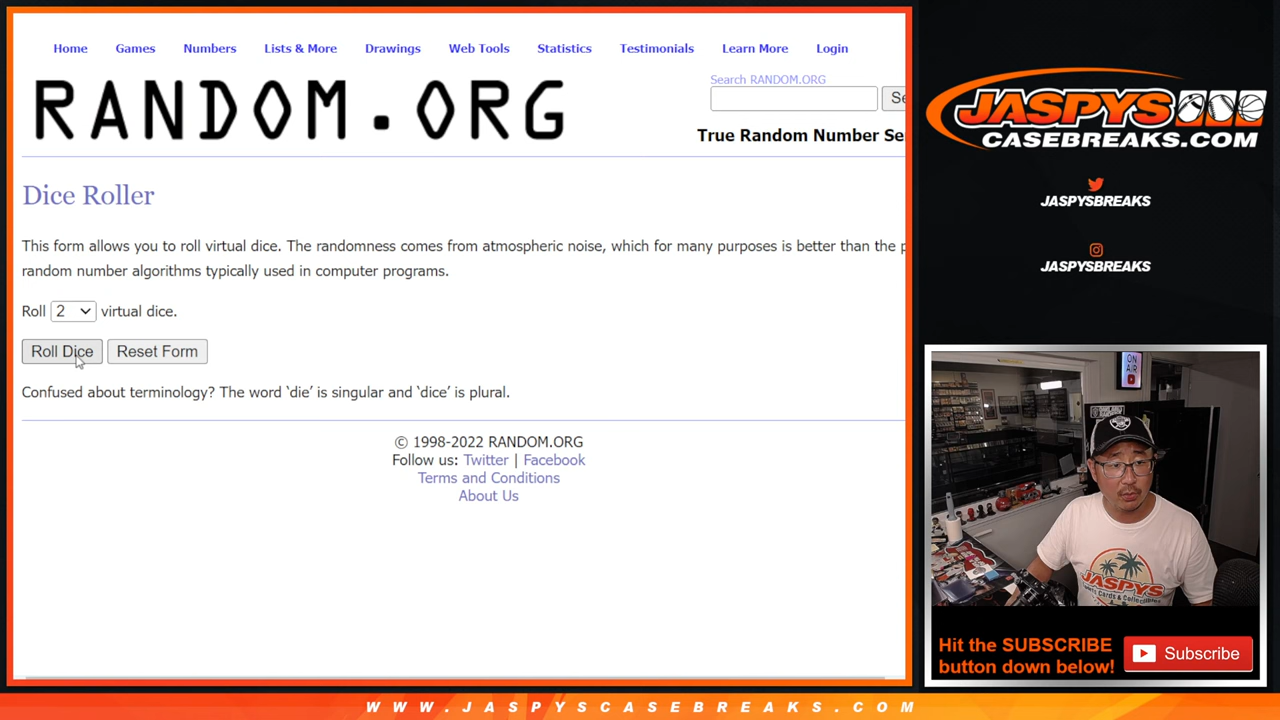 Home Games Numbers Lists & More Drawings Web Tools Statistics Testimonials Learn More Login
RANDOM.ORG
Search RANDOM.ORG
Se
True Random Number Se
Dice Roller
This form allows you to roll virtual dice. The randomness comes from atmospheric noise, which for many purposes is better than the p
random number algorithms typically used in computer programs.
Roll 2 virtual dice.
Roll Dice Reset Form
Confused about terminology? The word ‘die’ is singular and ‘dice’ is plural.
© 1998-2022 RANDOM.ORG
Follow us: Twitter | Facebook
Terms and Conditions
About Us
JASPYS
CASEBREAKS.COM
JASPYSBREAKS
JASPYSBREAKS
ON
AIR
JASPYS
Hit the SUBSCRIBE
button down below!
Subscribe
WWW.JASPYSCASEBREAKS.COM